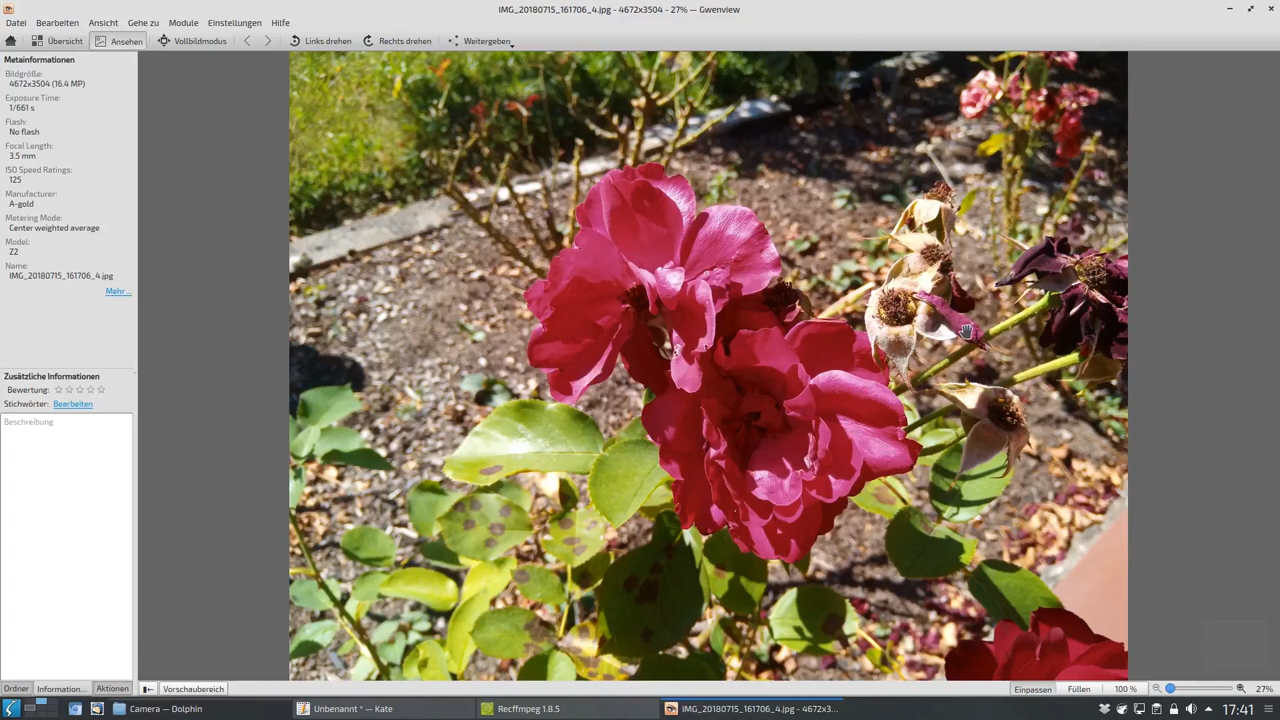 IMG_20180715_161706_4.jpg - 4672x3504 - 27% — Gwenview
Datei Bearbeiten Ansicht Gehe zu Module Einstellungen Hilfe
Übersicht Ansehen Vollbildmodus Links drehen Rechts drehen Weitergeben
Metainformationen
Bildgröße:
4672x3504 (16.4 MP)
Exposure Time:
1/661 s
Flash:
No flash
Focal Length:
3.5 mm
ISO Speed Ratings:
125
Manufacturer:
A-gold
Metering Mode:
Center weighted average
Model:
Z2
Name:
IMG_20180715_161706_4.jpg
Mehr ...
Zusätzliche Informationen
Bewertung:
Stichwörter: Bearbeiten
Beschreibung
Ordner Information... Aktionen Vorschaubereich Einpassen Füllen 100 % 27%
Camera — Dolphin Unbenannt * — Kate Recffmpeg 1.8.5 IMG_20180715_161706_4.jpg - 4672x3... 17:41